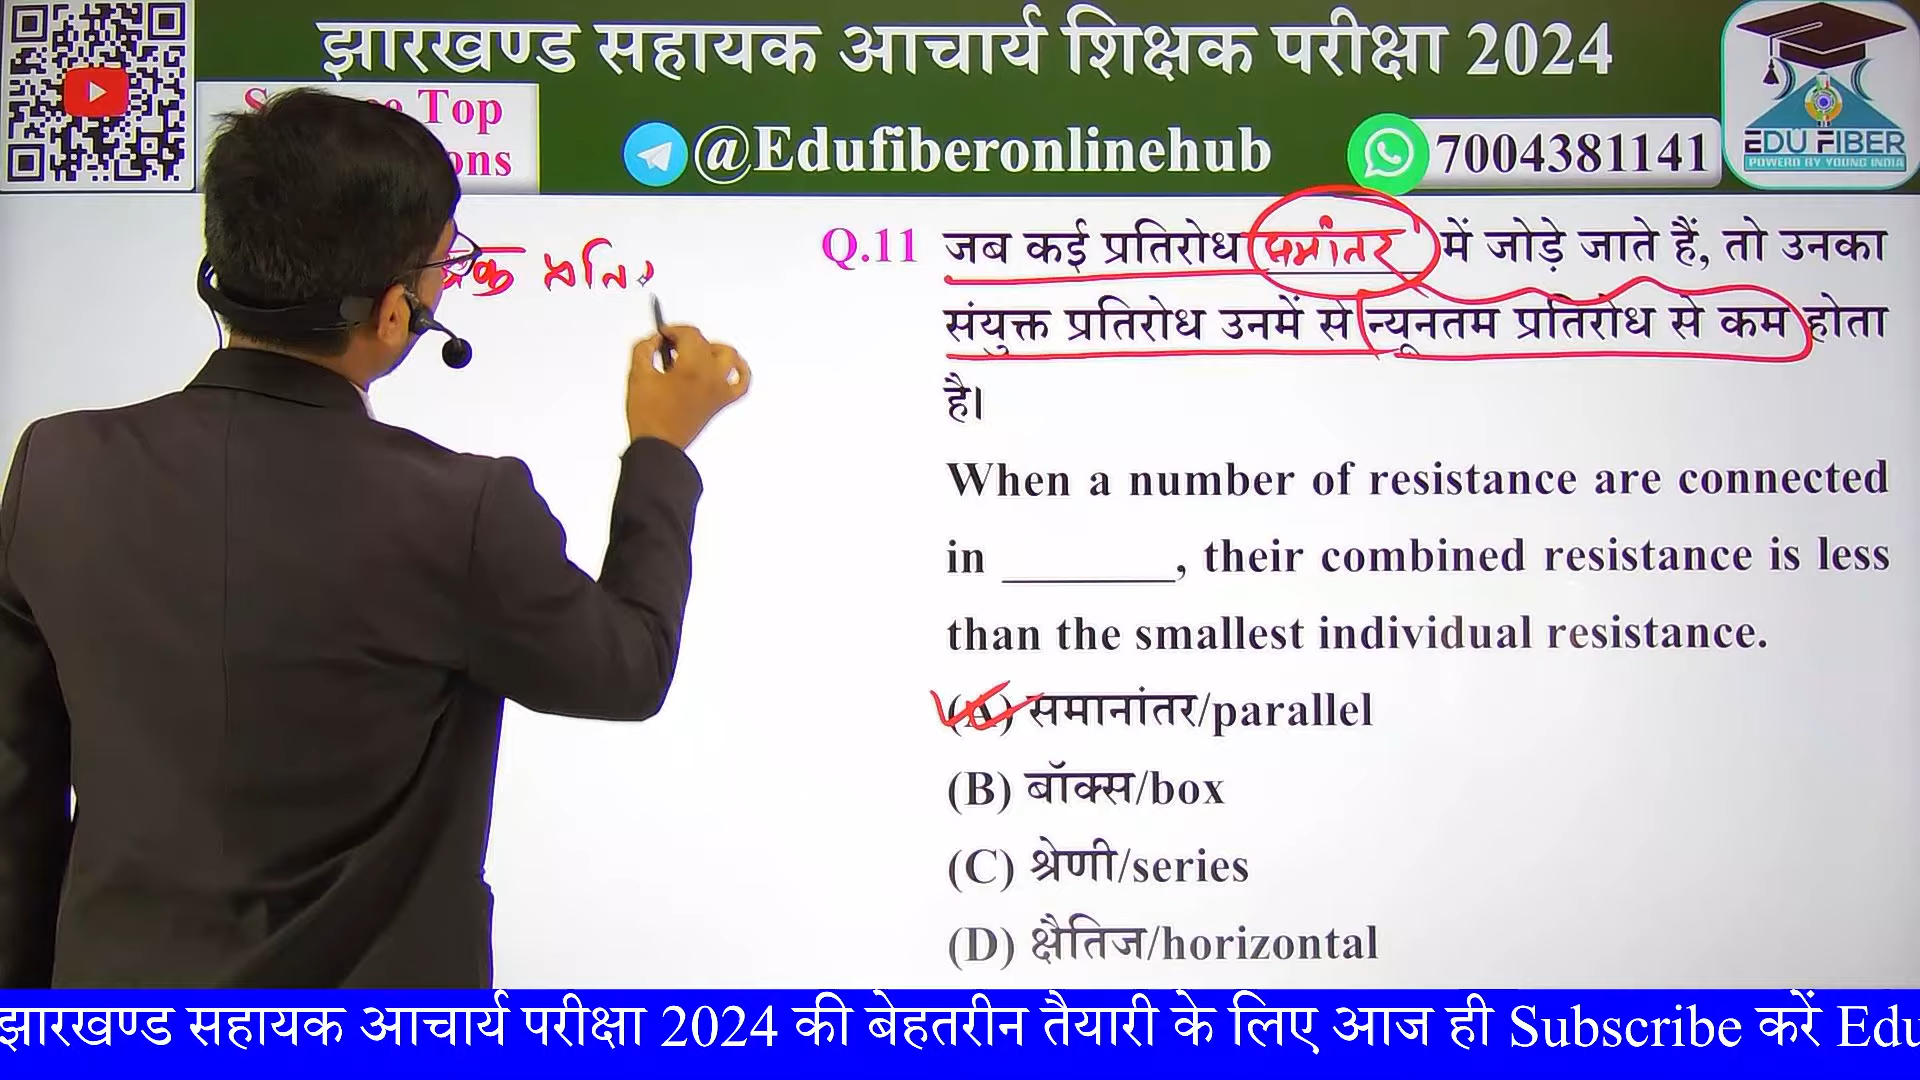 झारखण्ड सहायक आचार्य शिक्षक परीक्षा 2024
Top
ons
@Edufiberonlinehub
7004381141
EDU FIBER
POWERED BY YOUNG INDIA
Q.11 जब कई प्रतिरोध समांतर में जोड़े जाते हैं, तो उनका
संयुक्त प्रतिरोध उनमें से न्यूनतम प्रतिरोध से कम होता
है।
When a number of resistance are connected
in ________, their combined resistance is less
than the smallest individual resistance.
(A) समानांतर/parallel
(B) बॉक्स/box
(C) श्रेणी/series
(D) क्षैतिज/horizontal
झारखण्ड सहायक आचार्य परीक्षा 2024 की बेहतरीन तैयारी के लिए आज ही Subscribe करें Edu